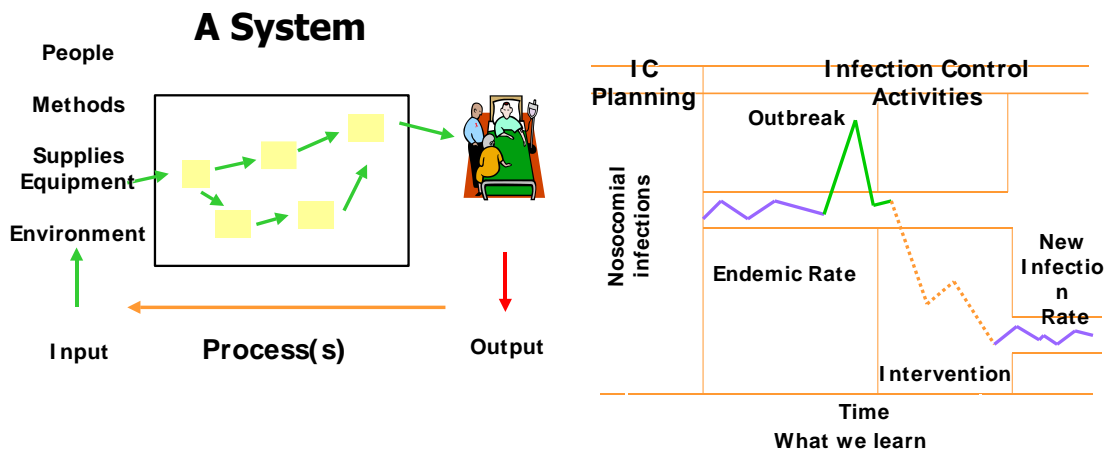 A System
People
Methods
Supplies
Equipment
Environment
Input
Process(s)
Output
IC
Planning
Infection Control
Activities
Outbreak
Nosocomial
infections
Endemic Rate
New
Infectio
n
Rate
Intervention
Time
What we learn